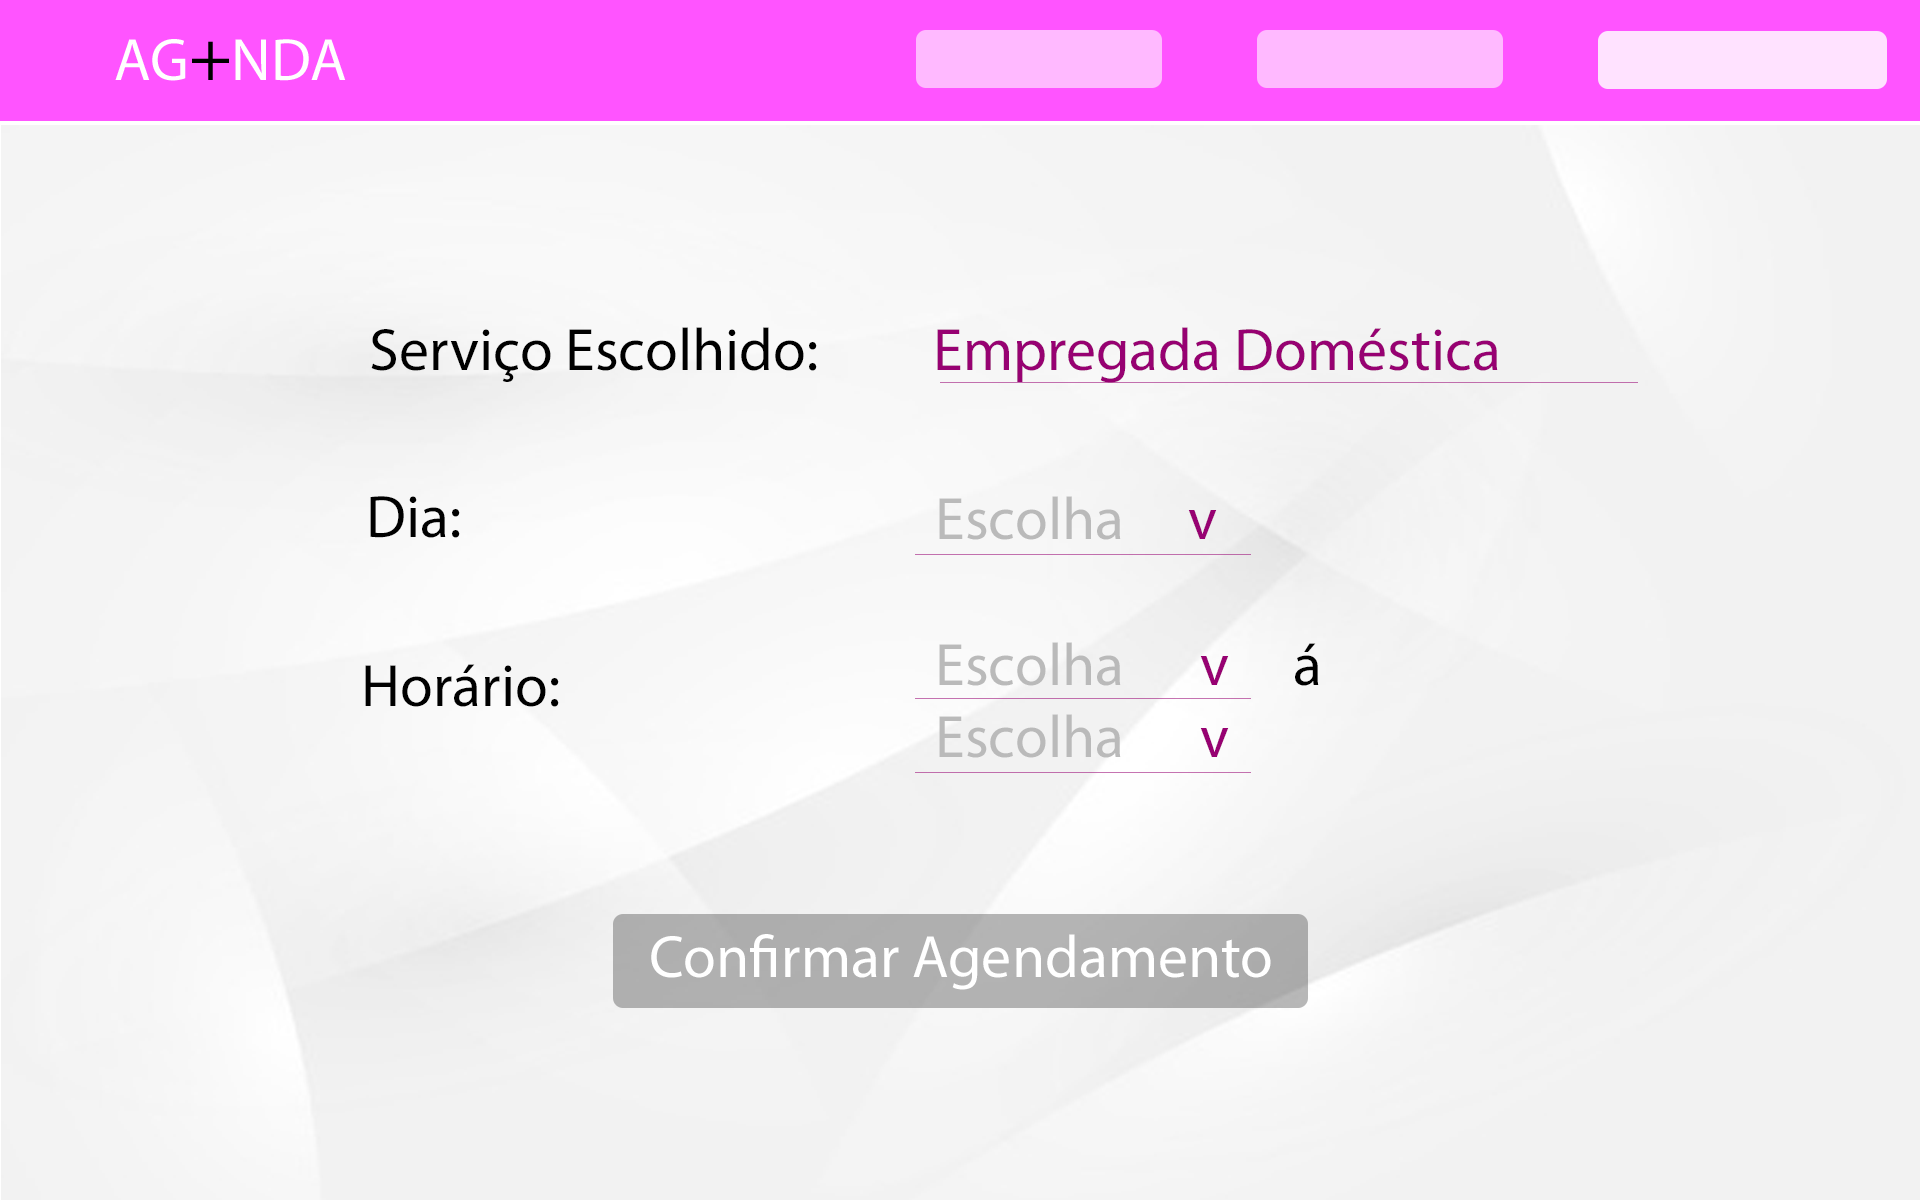 AG+NDA
Serviço Escolhido: Empregada Doméstica
Dia: Escolha v
Horário: Escolha v á
Escolha v
Confirmar Agendamento